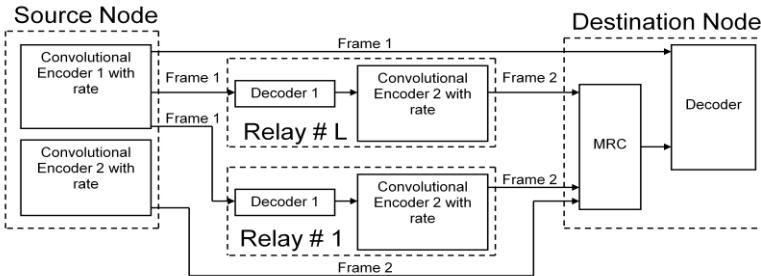 Source Node
Destination Node
Frame 1
Convolutional
Encoder 1 with
rate
Frame 1
Decoder 1
Convolutional
Encoder 2 with
rate
Frame 2
Decoder
Frame 1
Relay # L
MRC
Convolutional
Encoder 2 with
rate
Decoder 1
Convolutional
Encoder 2 with
rate
Frame 2
Relay # 1
Frame 2